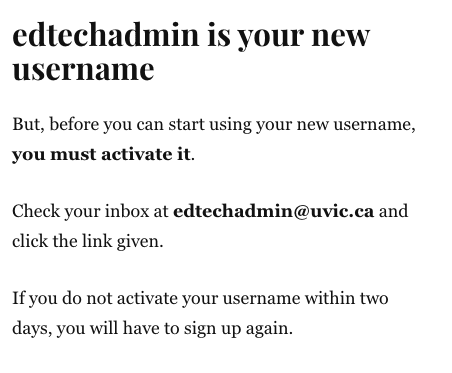 edtechadmin is your new
username
But, before you can start using your new username,
you must activate it.
Check your inbox at edtechadmin@uvic.ca and
click the link given.
If you do not activate your username within two
days, you will have to sign up again.